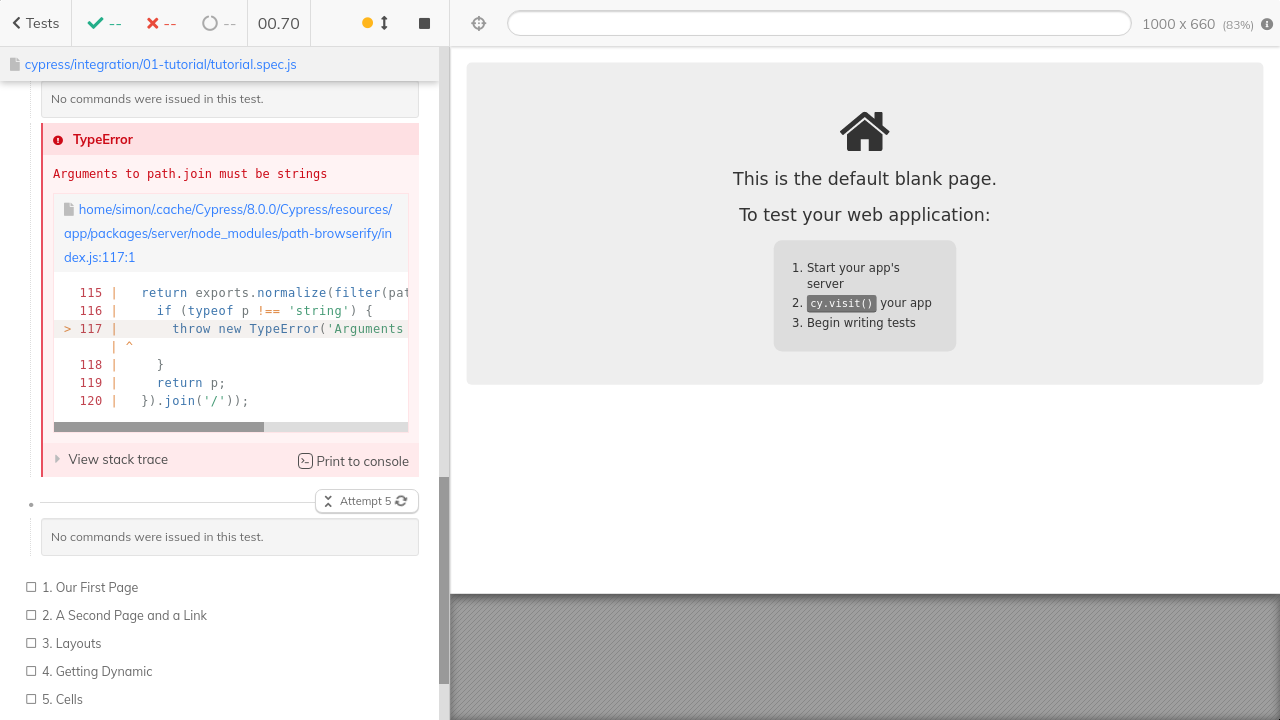 Tests
--
--
--
00.70
1000 x 660 (83%)
cypress/integration/01-tutorial/tutorial.spec.js
No commands were issued in this test.
TypeError
Arguments to path.join must be strings
home/simon/.cache/Cypress/8.0.0/Cypress/resources/
app/packages/server/node_modules/path-browserify/in
dex.js:117:1
115 | return exports.normalize(filter(pat
116 | if (typeof p !== 'string') {
> 117 | throw new TypeError('Arguments
| ^
118 | }
119 | return p;
120 | }).join('/'));
View stack trace
Print to console
Attempt 5
No commands were issued in this test.
1. Our First Page
2. A Second Page and a Link
3. Layouts
4. Getting Dynamic
5. Cells
This is the default blank page.
To test your web application:
1. Start your app's
server
2. cy.visit() your app
3. Begin writing tests